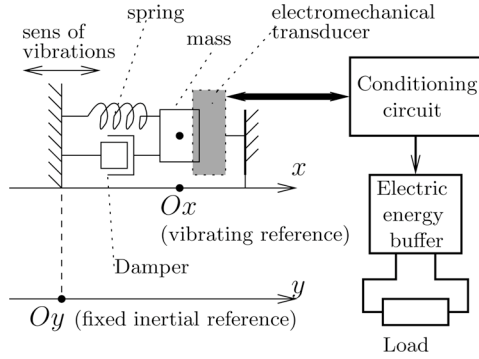 sens of
vibrations
spring
mass
electromechanical
transducer
Conditioning
circuit
x
Ox
(vibrating reference)
Electric
energy
buffer
Damper
y
Oy (fixed inertial reference)
Load